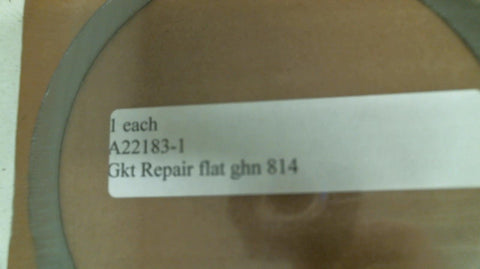 1 each
A22183-1
Gkt Repair flat ghn 814